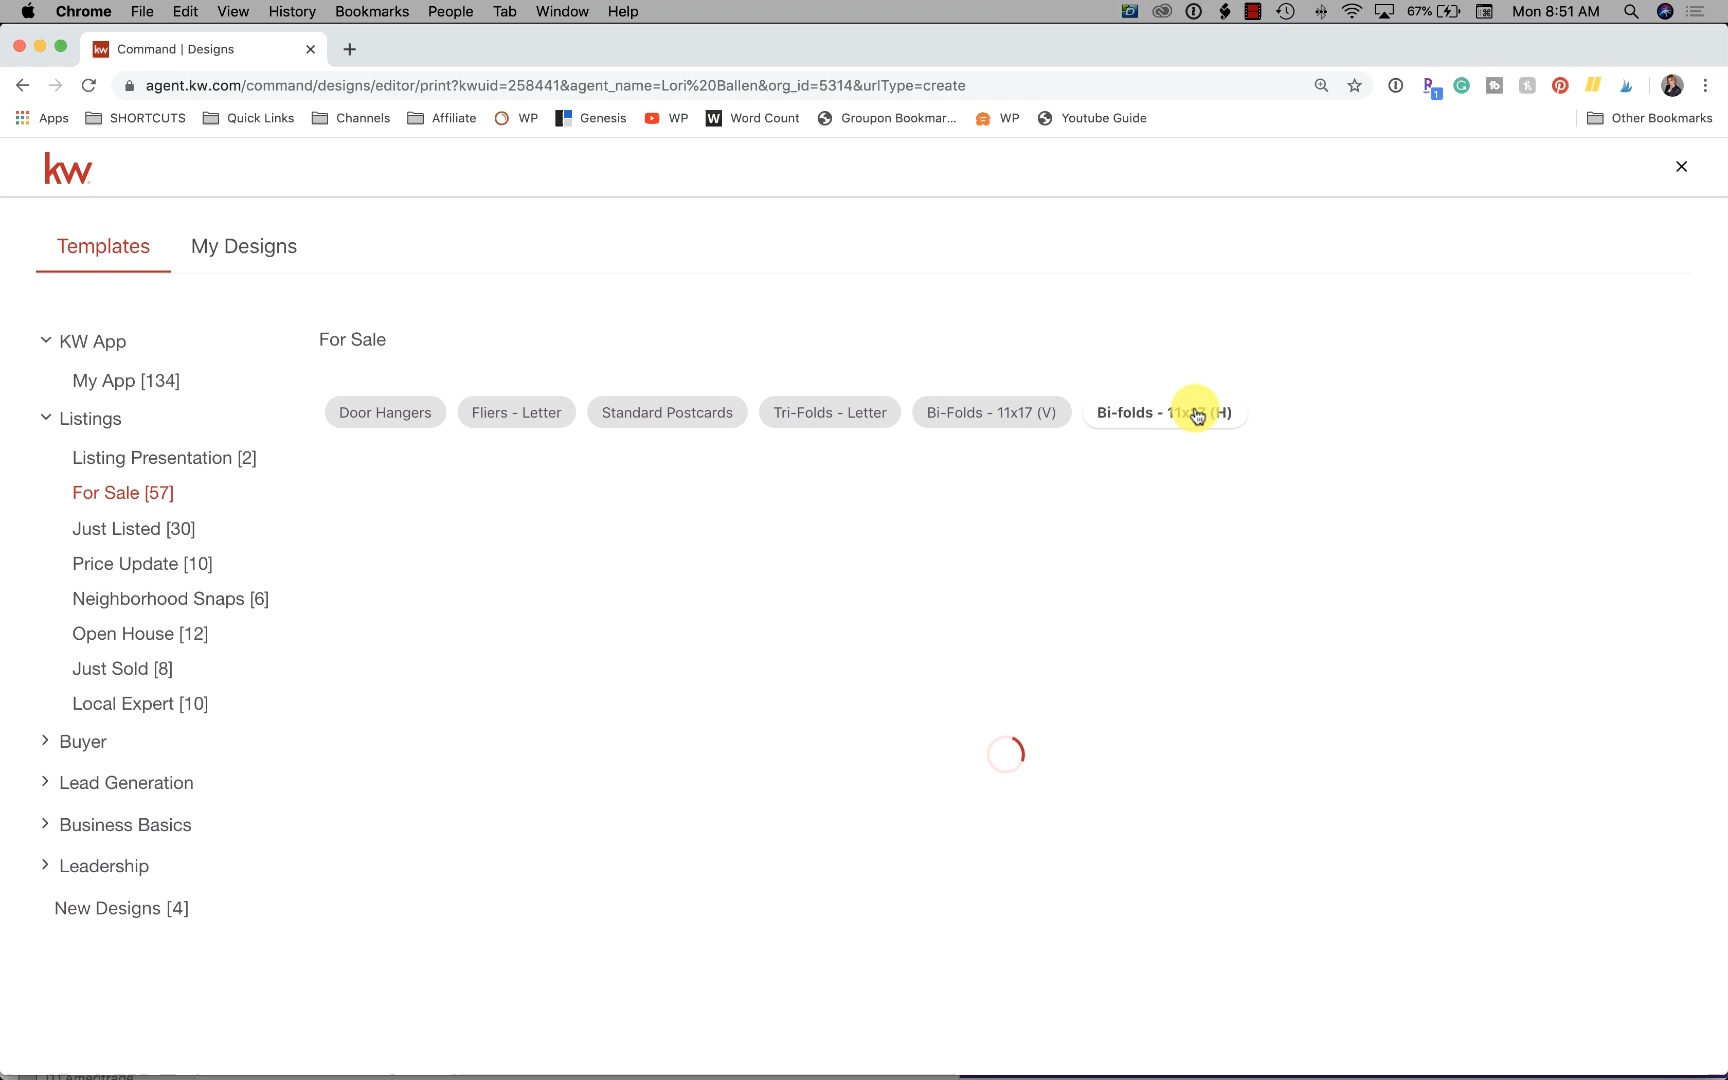 Chrome File Edit View History Bookmarks People Tab Window Help 67% Mon 8:51 AM
kw Command | Designs
agent.kw.com/command/designs/editor/print?kwuid=258441&agent_name=Lori%20Ballen&org_id=5314&urlType=create 1
Apps SHORTCUTS Quick Links Channels Affiliate WP Genesis WP W Word Count Groupon Bookmar... WP Youtube Guide Other Bookmarks
kw
Templates My Designs
KW App
My App [134]
Listings
Listing Presentation [2]
For Sale [57]
Just Listed [30]
Price Update [10]
Neighborhood Snaps [6]
Open House [12]
Just Sold [8]
Local Expert [10]
Buyer
Lead Generation
Business Basics
Leadership
New Designs [4]
For Sale
Door Hangers Fliers - Letter Standard Postcards Tri-Folds - Letter Bi-Folds - 11x17 (V) Bi-folds - 11x17 (H)